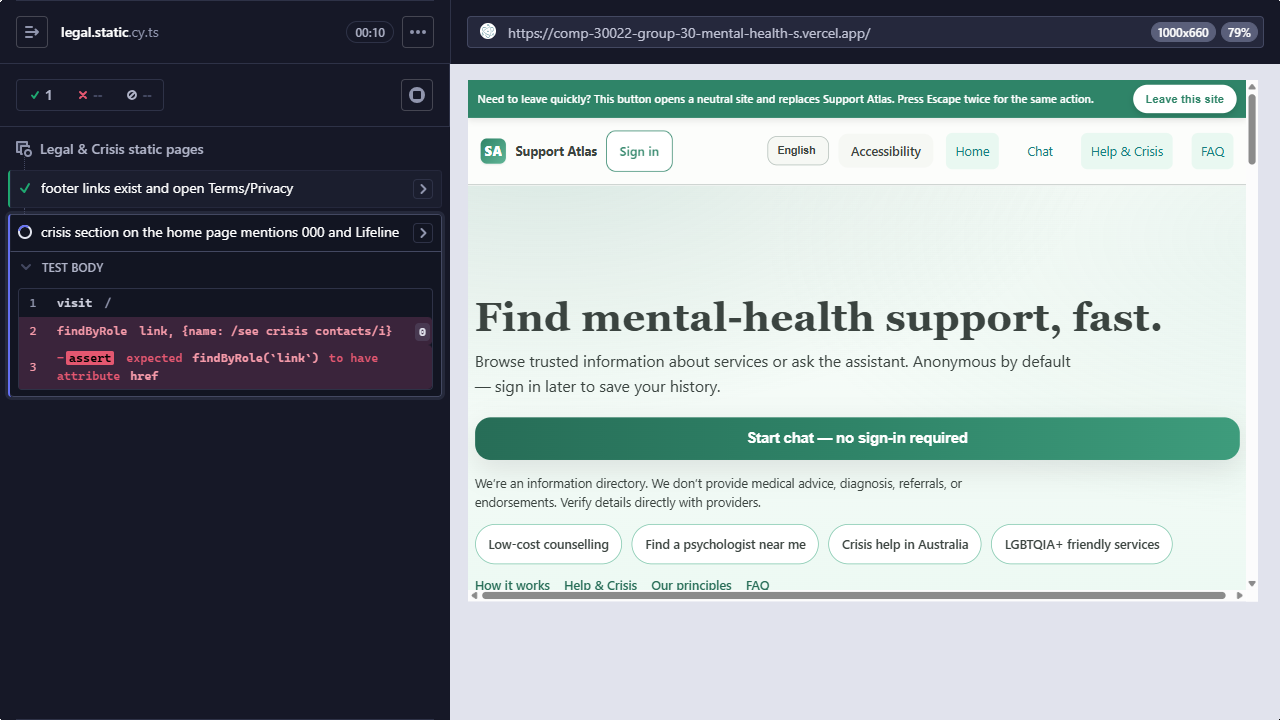 legal.static.cy.ts
00:10
1
--
--
Legal & Crisis static pages
footer links exist and open Terms/Privacy
crisis section on the home page mentions 000 and Lifeline
TEST BODY
1 visit /
2 findByRole link, {name: /see crisis contacts/i} 0
3 -assert expected findByRole(`link`) to have
attribute href
https://comp-30022-group-30-mental-health-s.vercel.app/
1000x660
79%
Need to leave quickly? This button opens a neutral site and replaces Support Atlas. Press Escape twice for the same action.
Leave this site
SA
Support Atlas
Sign in
English
Accessibility
Home
Chat
Help & Crisis
FAQ
Find mental-health support, fast.
Browse trusted information about services or ask the assistant. Anonymous by default
— sign in later to save your history.
Start chat — no sign-in required
We’re an information directory. We don’t provide medical advice, diagnosis, referrals, or
endorsements. Verify details directly with providers.
Low-cost counselling
Find a psychologist near me
Crisis help in Australia
LGBTQIA+ friendly services
How it works
Help & Crisis
Our principles
FAQ